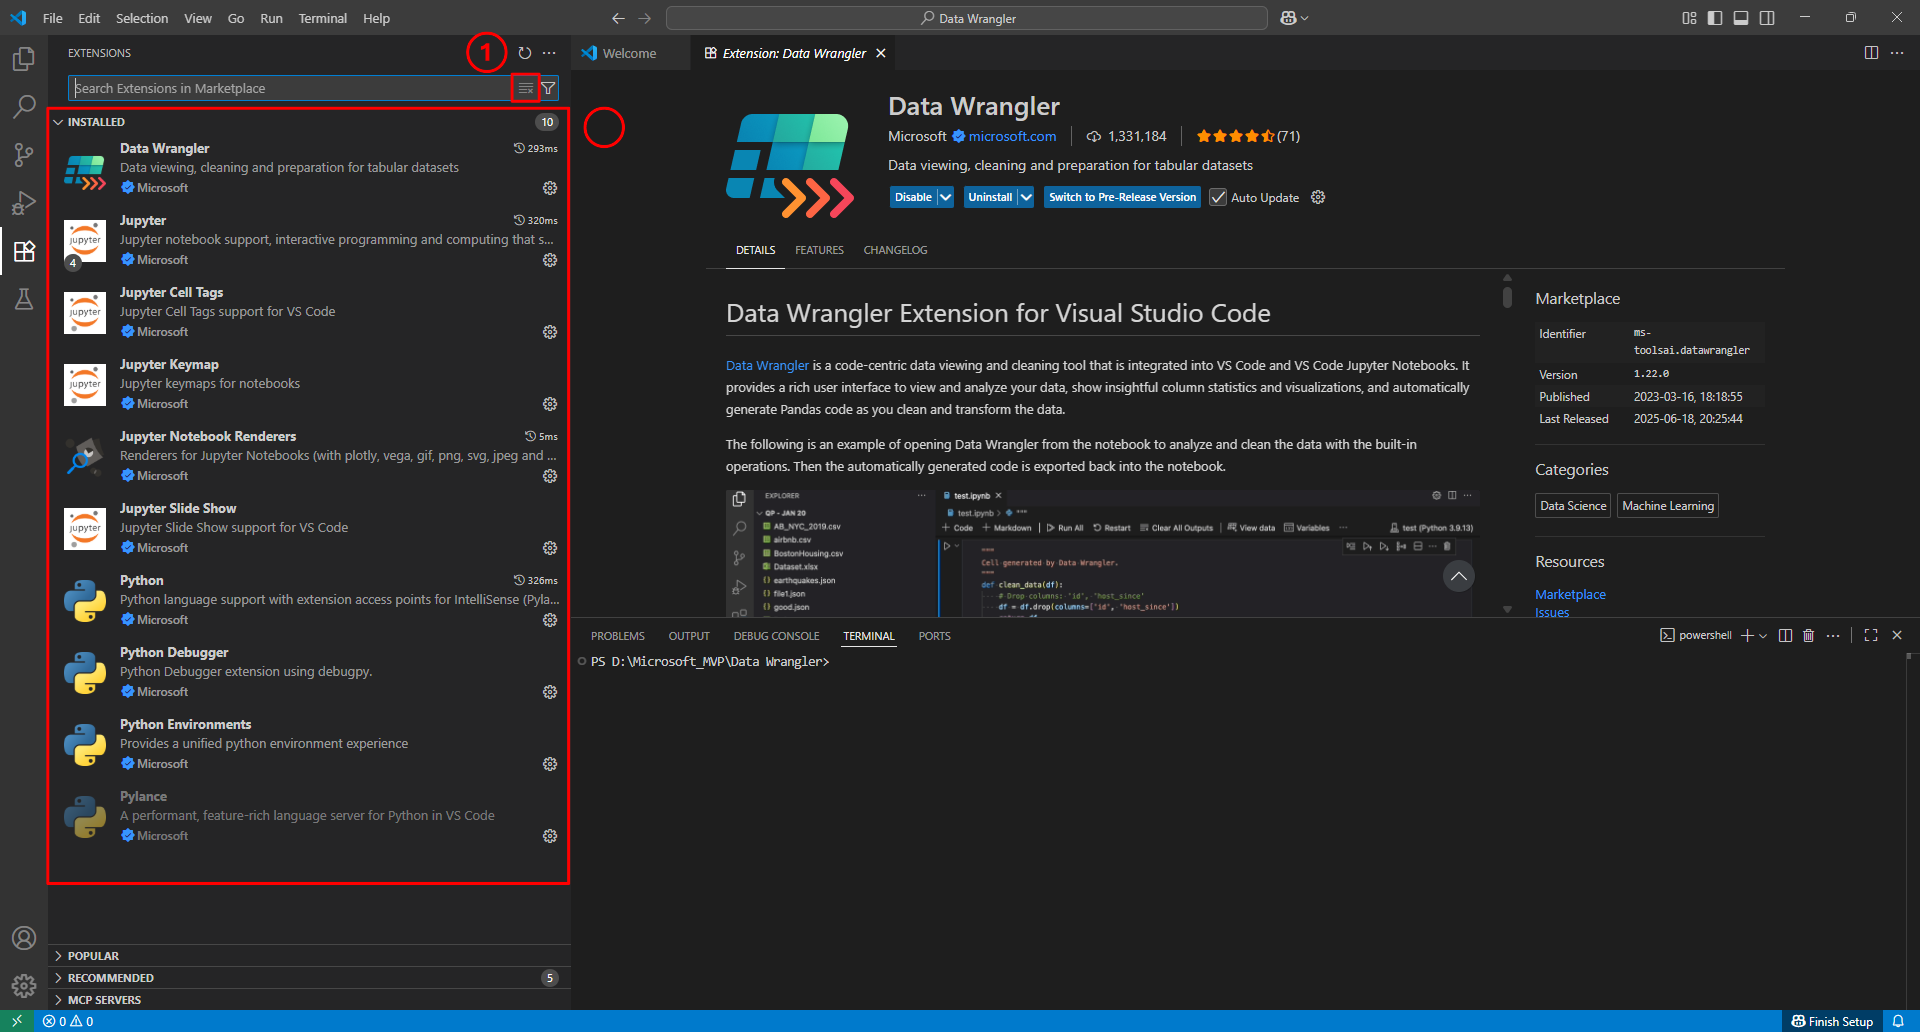 File Edit Selection View Go Run Terminal Help
Data Wrangler
EXTENSIONS
1
Search Extensions in Marketplace
INSTALLED 10
Data Wrangler 293ms
Data viewing, cleaning and preparation for tabular datasets
Microsoft
Jupyter 320ms
Jupyter notebook support, interactive programming and computing that s...
Microsoft
jupyter
4
Jupyter Cell Tags
Jupyter Cell Tags support for VS Code
Microsoft
jupyter
Jupyter Keymap
Jupyter keymaps for notebooks
Microsoft
jupyter
Jupyter Notebook Renderers 5ms
Renderers for Jupyter Notebooks (with plotly, vega, gif, png, svg, jpeg and ...
Microsoft
Jupyter Slide Show
Jupyter Slide Show support for VS Code
Microsoft
jupyter
Python 326ms
Python language support with extension access points for IntelliSense (Pyla...
Microsoft
Python Debugger
Python Debugger extension using debugpy.
Microsoft
Python Environments
Provides a unified python environment experience
Microsoft
Pylance
A performant, feature-rich language server for Python in VS Code
Microsoft
POPULAR
RECOMMENDED 5
MCP SERVERS
Welcome
Extension: Data Wrangler
Data Wrangler
Microsoft microsoft.com 1,331,184 (71)
Data viewing, cleaning and preparation for tabular datasets
Disable Uninstall Switch to Pre-Release Version Auto Update
DETAILS FEATURES CHANGELOG
Data Wrangler Extension for Visual Studio Code
Data Wrangler is a code-centric data viewing and cleaning tool that is integrated into VS Code and VS Code Jupyter Notebooks. It
provides a rich user interface to view and analyze your data, show insightful column statistics and visualizations, and automatically
generate Pandas code as you clean and transform the data.
The following is an example of opening Data Wrangler from the notebook to analyze and clean the data with the built-in
operations. Then the automatically generated code is exported back into the notebook.
EXPLORER ...
QP - JAN 20
AB_NYC_2019.csv
airbnb.csv
BostonHousing.csv
Dataset.xlsx
earthquakes.json
file1.json
good.json
test.ipynb
test.ipynb > """
+ Code + Markdown Run All Restart Clear All Outputs View data Variables ... test (Python 3.9.13)
"""
Cell generated by Data Wrangler.
"""
def clean_data(df):
# Drop columns: 'id', 'host_since'
df = df.drop(columns=['id', 'host_since'])
Marketplace
Identifier ms-
toolsai.datawrangler
Version 1.22.0
Published 2023-03-16, 18:18:55
Last Released 2025-06-18, 20:25:44
Categories
Data Science Machine Learning
Resources
Marketplace
Issues
PROBLEMS OUTPUT DEBUG CONSOLE TERMINAL PORTS
powershell
PS D:\Microsoft_MVP\Data Wrangler>
0 0
Finish Setup